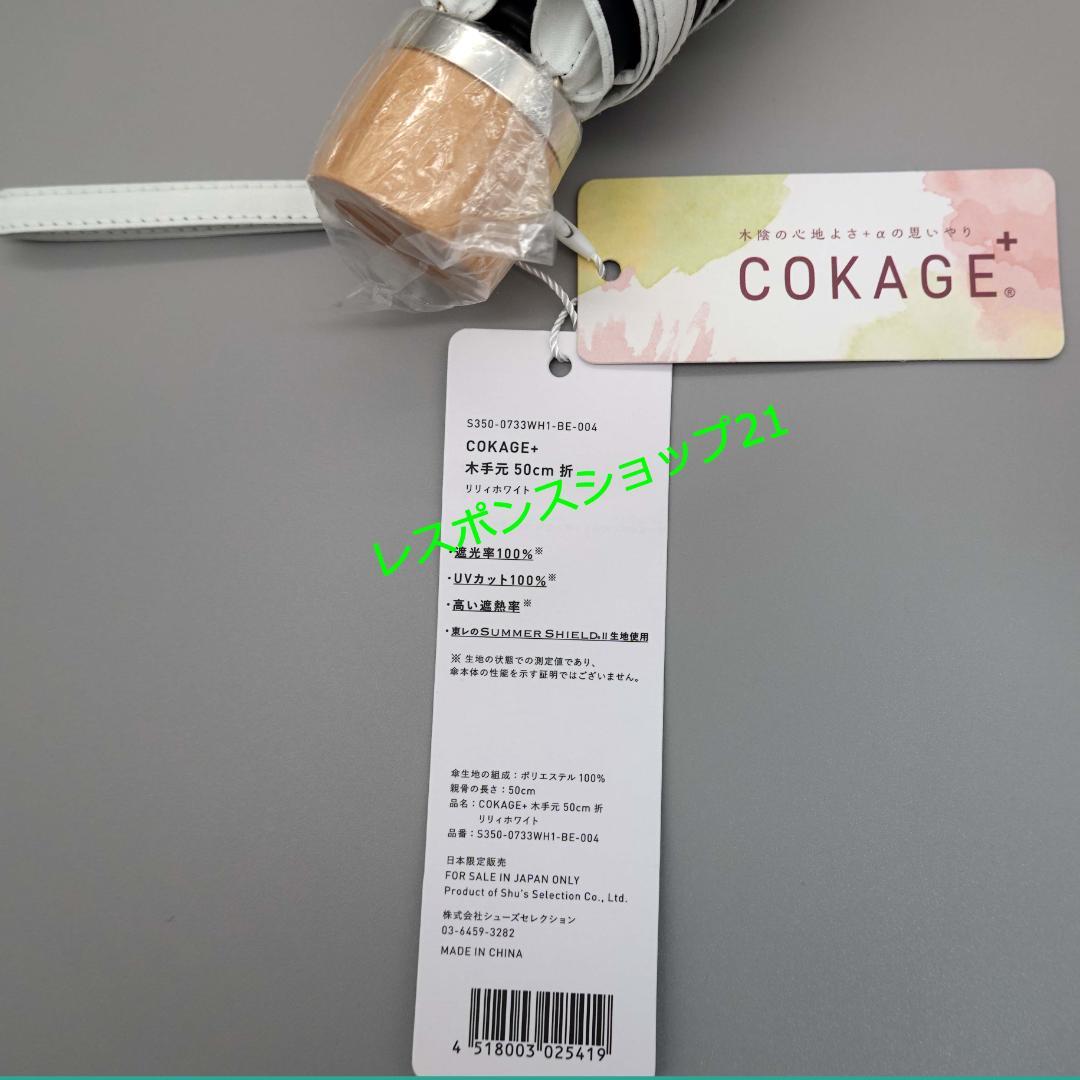 木陰の心地よさ+αの思いやり
COKAGE+®
S350-0733WH1-BE-004
COKAGE+
木手元 50cm 折
リリィホワイト
レスポンスショップ21
・遮光率100%※
・UVカット100%※
・高い遮熱率※
・東レのSUMMER SHIELD®II生地使用
※ 生地の状態での測定値であり、
傘本体の性能を示す証明ではございません。
傘生地の組成：ポリエステル 100%
親骨の長さ：50cm
品名：COKAGE+ 木手元 50cm 折
リリィホワイト
品番：S350-0733WH1-BE-004
日本限定販売
FOR SALE IN JAPAN ONLY
Product of Shu's Selection Co., Ltd.
株式会社シューズセレクション
03-6459-3282
MADE IN CHINA
4 518003 025419